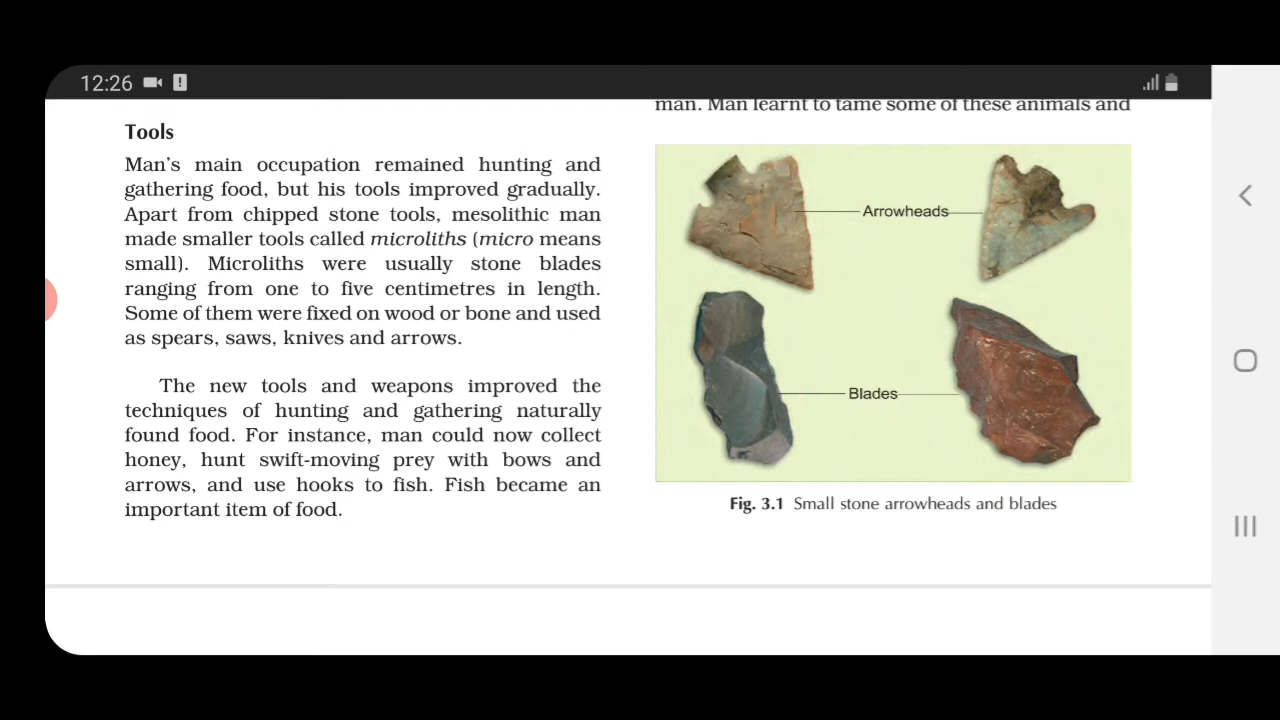 12:26
Tools
Man's main occupation remained hunting and
gathering food, but his tools improved gradually.
Apart from chipped stone tools, mesolithic man
made smaller tools called microliths (micro means
small). Microliths were usually stone blades
ranging from one to five centimetres in length.
Some of them were fixed on wood or bone and used
as spears, saws, knives and arrows.
The new tools and weapons improved the
techniques of hunting and gathering naturally
found food. For instance, man could now collect
honey, hunt swift-moving prey with bows and
arrows, and use hooks to fish. Fish became an
important item of food.
man. Man learnt to tame some of these animals and
Arrowheads
Blades
Fig. 3.1 Small stone arrowheads and blades